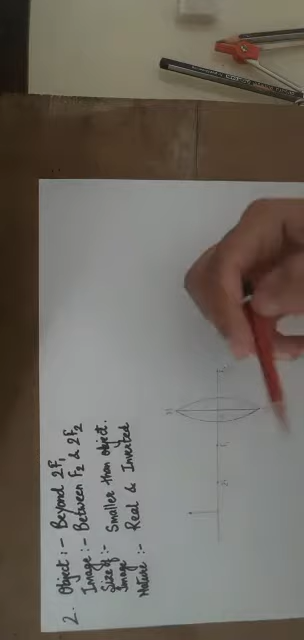 2. Object :- Beyond 2F₁
Image :- Between F₂ & 2F₂
Size of Image :- Smaller than object.
Nature :- Real & Inverted